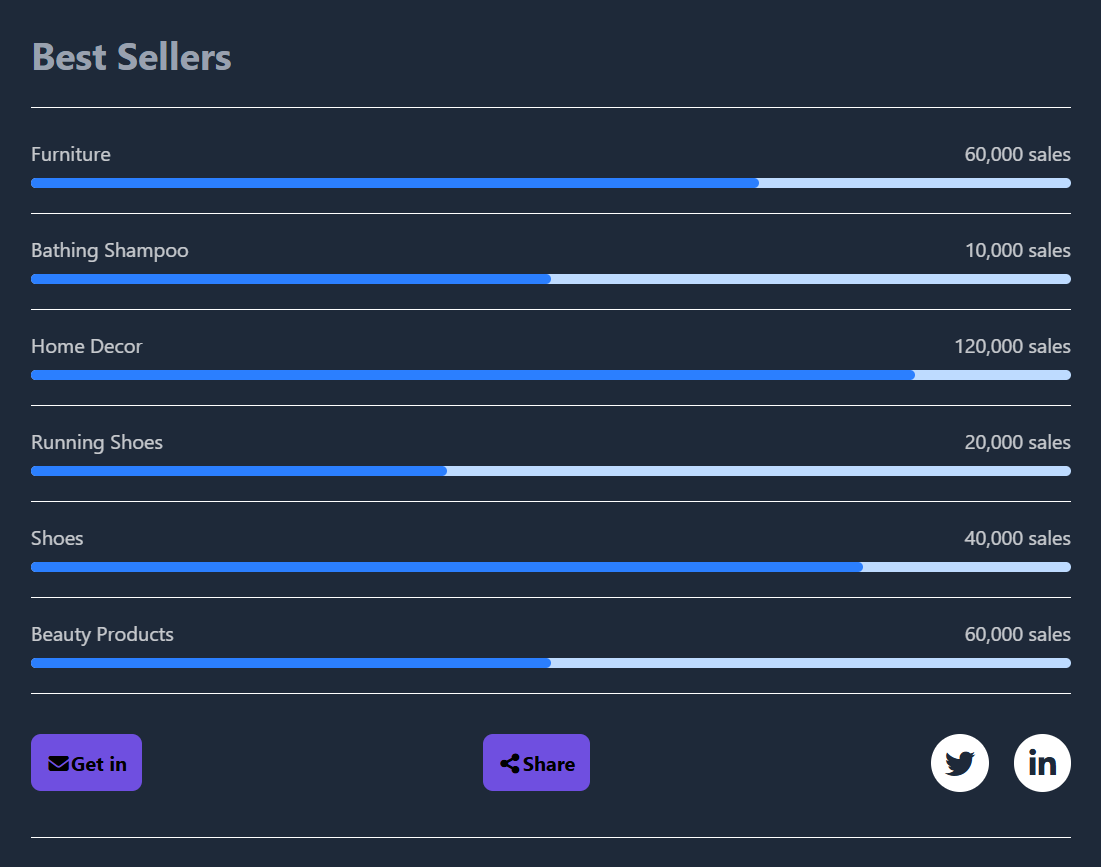 Best Sellers
Furniture 60,000 sales
Bathing Shampoo 10,000 sales
Home Decor 120,000 sales
Running Shoes 20,000 sales
Shoes 40,000 sales
Beauty Products 60,000 sales
Get in Share in